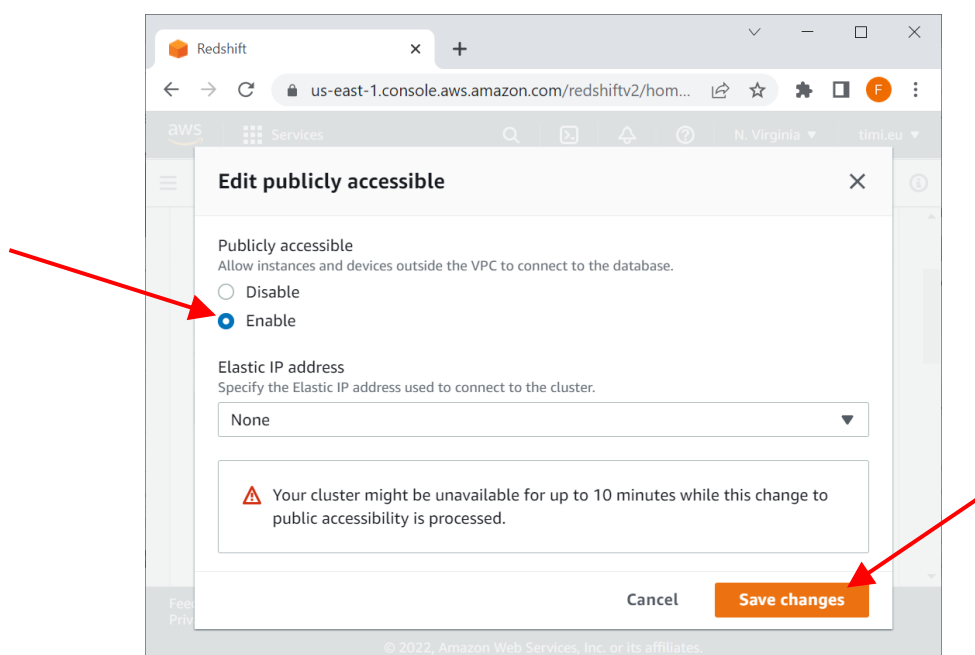 Redshift
us-east-1.console.aws.amazon.com/redshiftv2/hom...
F
aws
Services
N. Virginia
timi.eu
Edit publicly accessible
Publicly accessible
Allow instances and devices outside the VPC to connect to the database.
Disable
Enable
Elastic IP address
Specify the Elastic IP address used to connect to the cluster.
None
Your cluster might be unavailable for up to 10 minutes while this change to
public accessibility is processed.
Cancel
Save changes
Fee
Priv
© 2022, Amazon Web Services, Inc. or its affiliates.